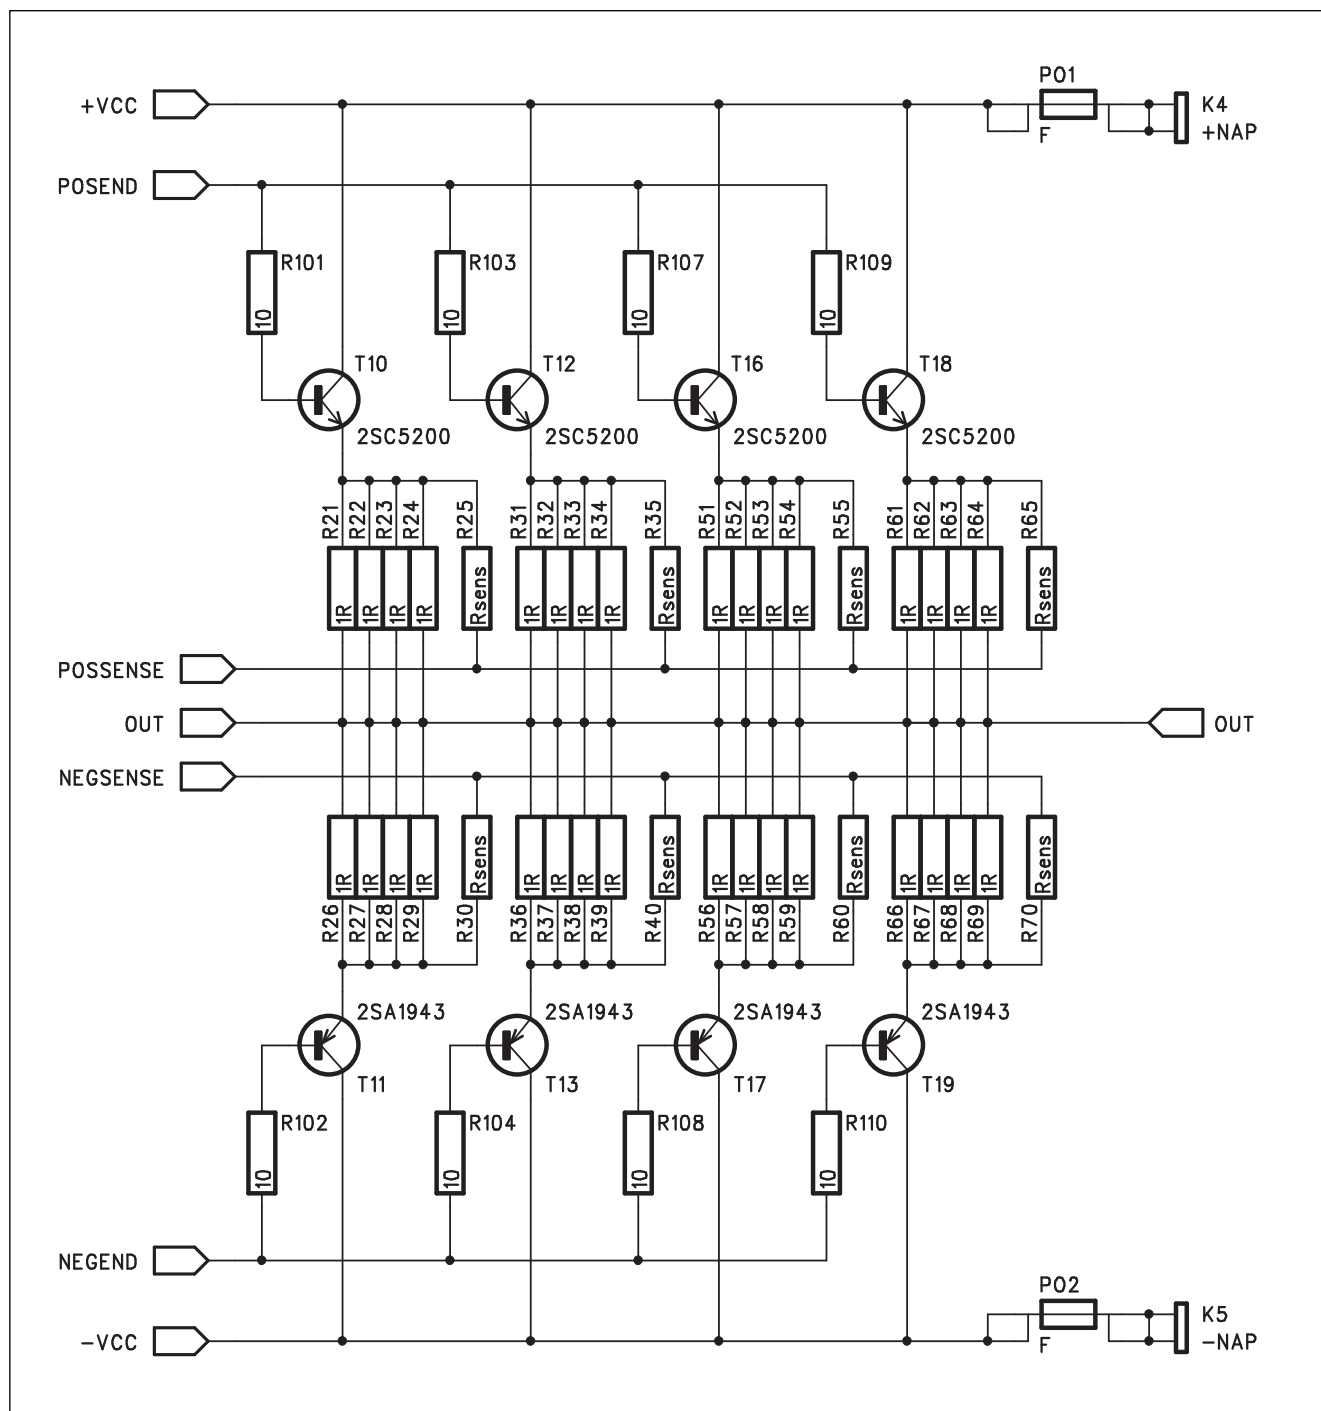 PO1
+VCC
K4
+NAP
F
POSEND
R101
R103
R107
R109
10
10
10
10
T10
T12
T16
T18
2SC5200
2SC5200
2SC5200
2SC5200
R21
R22
R23
R24
R25
R31
R32
R33
R34
R35
R51
R52
R53
R54
R55
R61
R62
R63
R64
R65
1R
1R
1R
1R
Rsens
1R
1R
1R
1R
Rsens
1R
1R
1R
1R
Rsens
1R
1R
1R
1R
Rsens
POSSENSE
OUT
OUT
NEGSENSE
1R
1R
1R
1R
Rsens
1R
1R
1R
1R
Rsens
1R
1R
1R
1R
Rsens
1R
1R
1R
1R
Rsens
R26
R27
R28
R29
R30
R36
R37
R38
R39
R40
R56
R57
R58
R59
R60
R66
R67
R68
R69
R70
2SA1943
2SA1943
2SA1943
2SA1943
T11
T13
T17
T19
R102
R104
R108
R110
10
10
10
10
NEGEND
PO2
K5
-VCC
F
-NAP